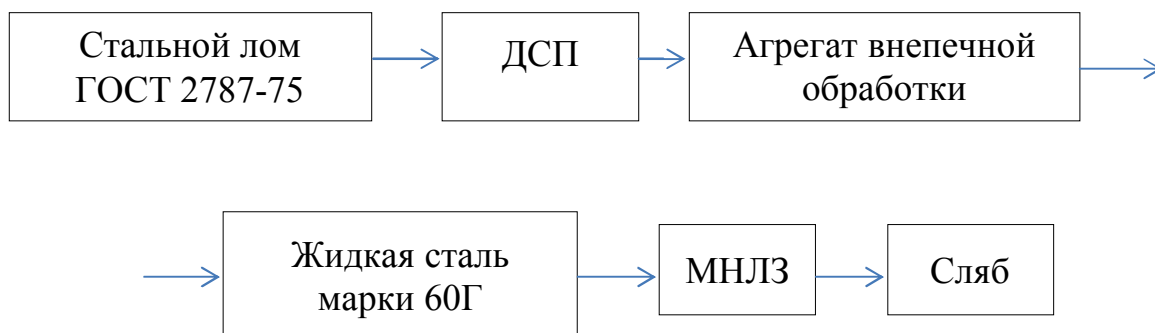 Стальной лом
ГОСТ 2787-75
ДСП
Агрегат внепечной
обработки
Жидкая сталь
марки 60Г
МНЛЗ
Сляб